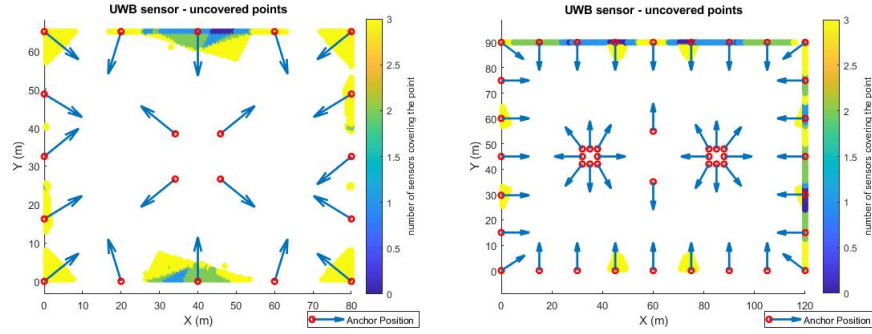 UWB sensor - uncovered points
60
50
40
30
20
10
0
Y (m)
0 10 20 30 40 50 60 70 80
X (m)
3
2.5
2
1.5
1
0.5
0
number of sensors covering the point
Anchor Position
UWB sensor - uncovered points
90
80
70
60
50
40
30
20
10
0
Y (m)
0 20 40 60 80 100 120
X (m)
3
2.5
2
1.5
1
0.5
0
number of sensors covering the point
Anchor Position